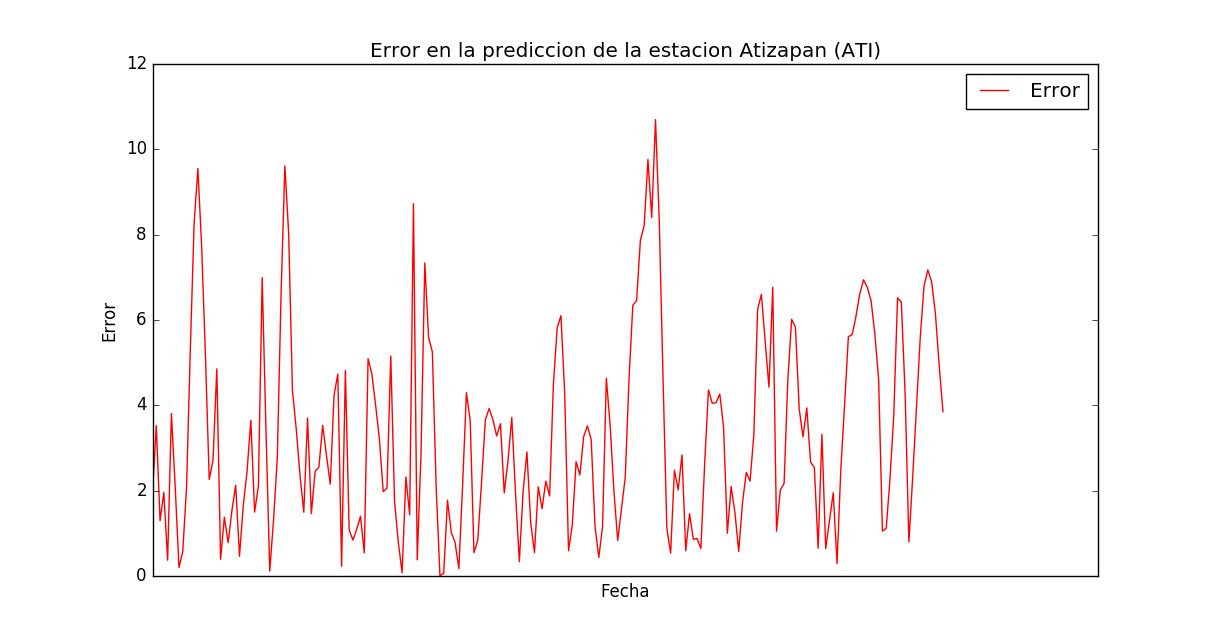 Error en la prediccion de la estacion Atizapan (ATI)
12
10
8
6
4
2
0
Error
Error
Fecha